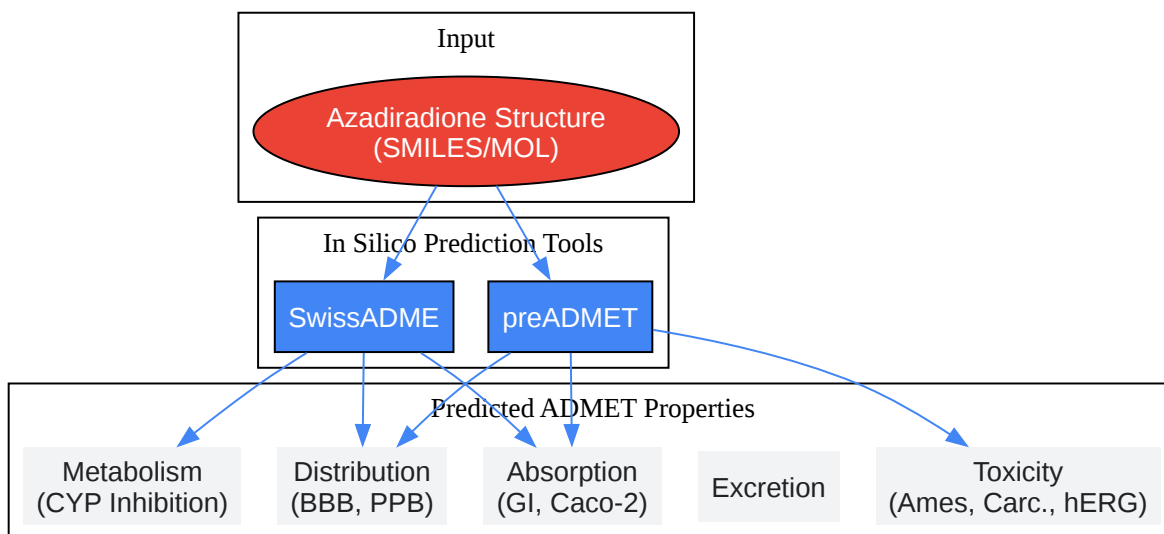 Input
Azadiradione Structure
(SMILES/MOL)
In Silico Prediction Tools
SwissADME
preADMET
Predicted ADMET Properties
Metabolism
(CYP Inhibition)
Distribution
(BBB, PPB)
Absorption
(GI, Caco-2)
Excretion
Toxicity
(Ames, Carc., hERG)